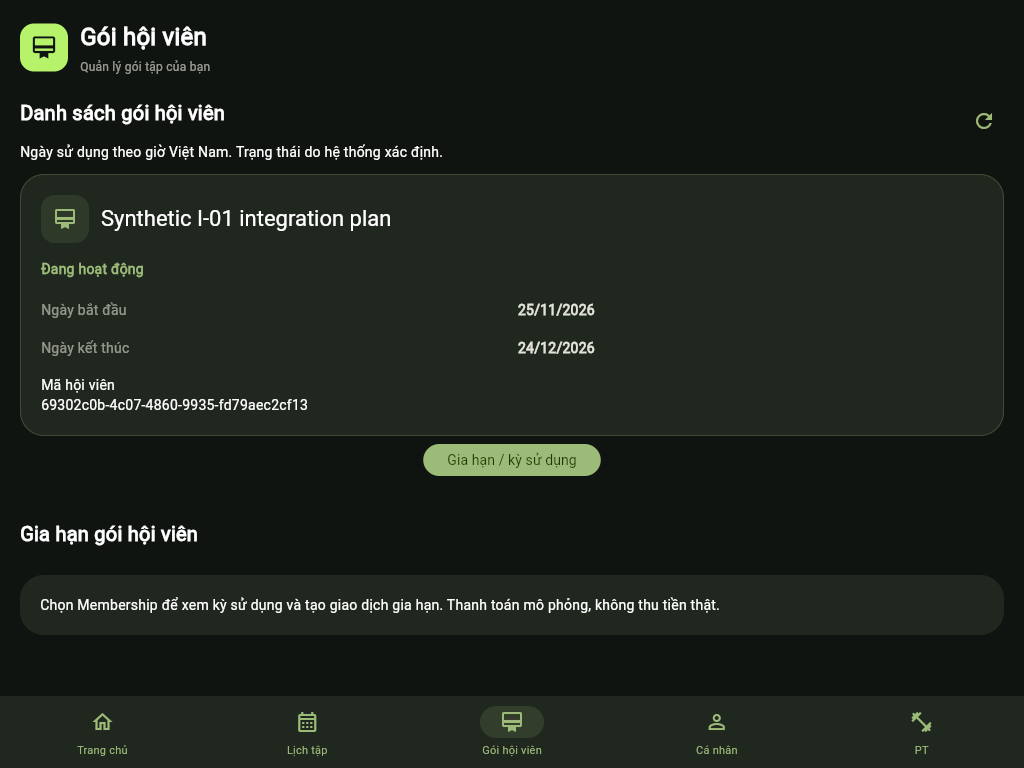 Gói hội viên
Quản lý gói tập của bạn
Danh sách gói hội viên
Ngày sử dụng theo giờ Việt Nam. Trạng thái do hệ thống xác định.
Synthetic I-01 integration plan
Đang hoạt động
Ngày bắt đầu 25/11/2026
Ngày kết thúc 24/12/2026
Mã hội viên
69302c0b-4c07-4860-9935-fd79aec2cf13
Gia hạn / kỳ sử dụng
Gia hạn gói hội viên
Chọn Membership để xem kỳ sử dụng và tạo giao dịch gia hạn. Thanh toán mô phỏng, không thu tiền thật.
Trang chủ Lịch tập Gói hội viên Cá nhân PT